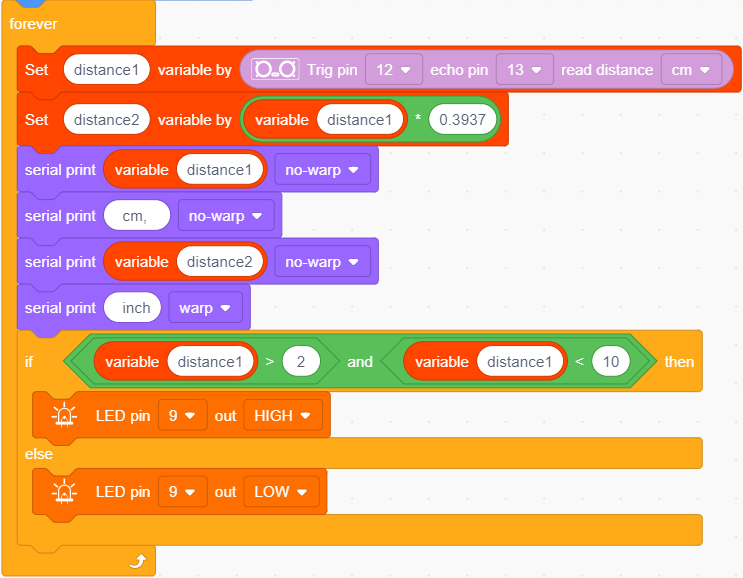 forever
Set distance1 variable by Trig pin 12 echo pin 13 read distance cm
Set distance2 variable by variable distance1 * 0.3937
serial print variable distance1 no-warp
serial print cm, no-warp
serial print variable distance2 no-warp
serial print inch warp
if variable distance1 > 2 and variable distance1 < 10 then
LED pin 9 out HIGH
else
LED pin 9 out LOW